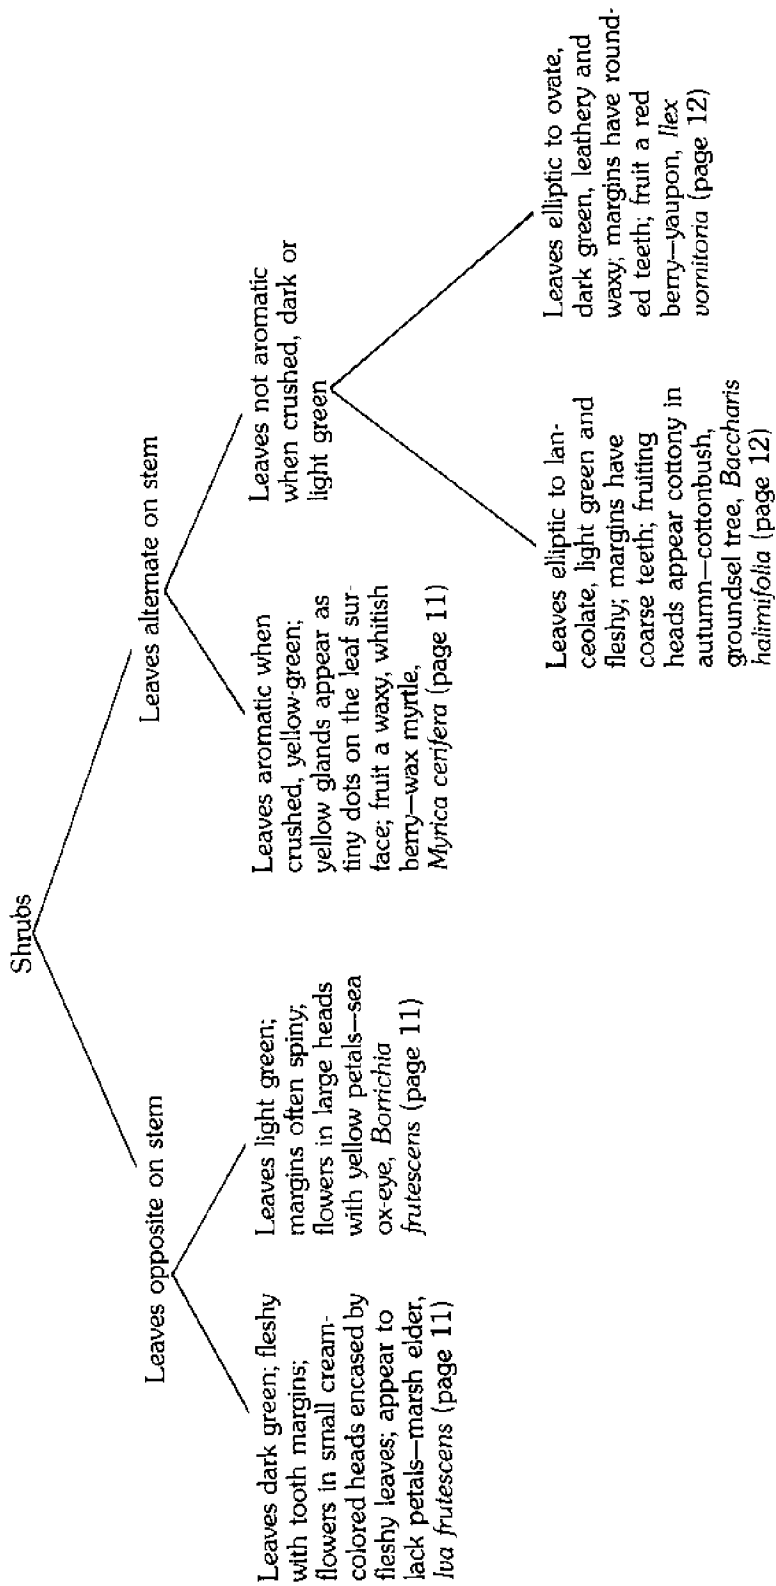 Shrubs
Leaves opposite on stem
Leaves dark green; fleshy
with tooth margins;
flowers in small cream-
colored heads encased by
fleshy leaves; appear to
lack petals—marsh elder,
Iva frutescens (page 11)
Leaves light green;
margins often spiny;
flowers in large heads
with yellow petals—sea
ox-eye, Borrichia
frutescens (page 11)
Leaves alternate on stem
Leaves aromatic when
crushed, yellow-green;
yellow glands appear as
tiny dots on the leaf sur-
face; fruit a waxy, whitish
berry—wax myrtle,
Myrica cerifera (page 11)
Leaves not aromatic
when crushed, dark or
light green
Leaves elliptic to lan-
ceolate, light green and
fleshy; margins have
coarse teeth; fruiting
heads appear cottony in
autumn—cottonbush,
groundsel tree, Baccharis
halimifolia (page 12)
Leaves elliptic to ovate,
dark green, leathery and
waxy; margins have round-
ed teeth; fruit a red
berry—yaupon, Ilex
vomitoria (page 12)